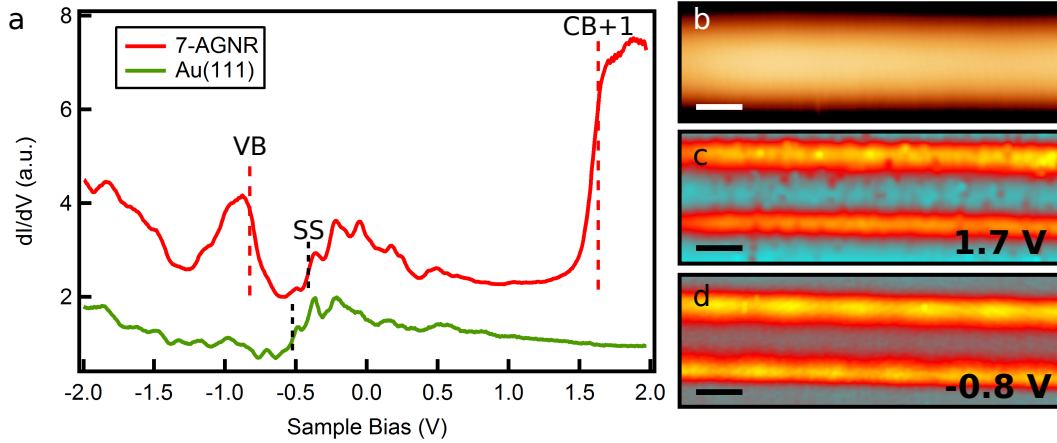 a
8
6
4
2
dI/dV (a.u.)
7-AGNR
Au(111)
VB
SS
CB+1
-2.0 -1.5 -1.0 -0.5 0.0 0.5 1.0 1.5 2.0
Sample Bias (V)
b
c
1.7 V
d
-0.8 V